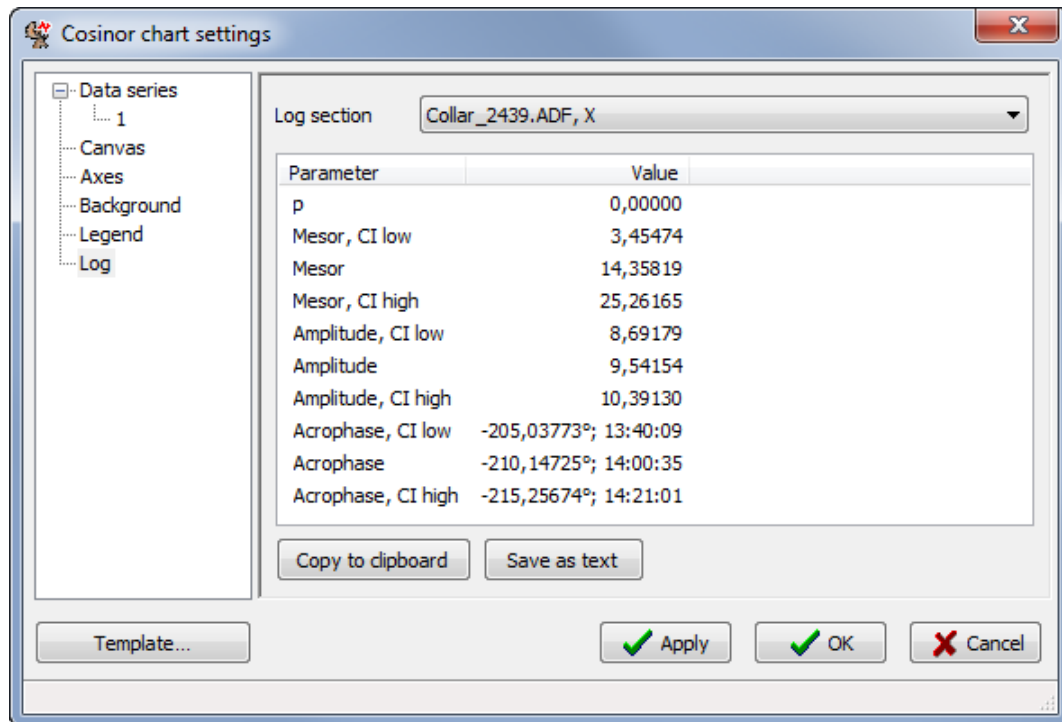 Cosinor chart settings
Data series
1
Canvas
Axes
Background
Legend
Log
Log section Collar_2439.ADF, X
Parameter Value
p 0,00000
Mesor, CI low 3,45474
Mesor 14,35819
Mesor, CI high 25,26165
Amplitude, CI low 8,69179
Amplitude 9,54154
Amplitude, CI high 10,39130
Acrophase, CI low -205,03773°; 13:40:09
Acrophase -210,14725°; 14:00:35
Acrophase, CI high -215,25674°; 14:21:01
Copy to clipboard Save as text
Template... Apply OK Cancel